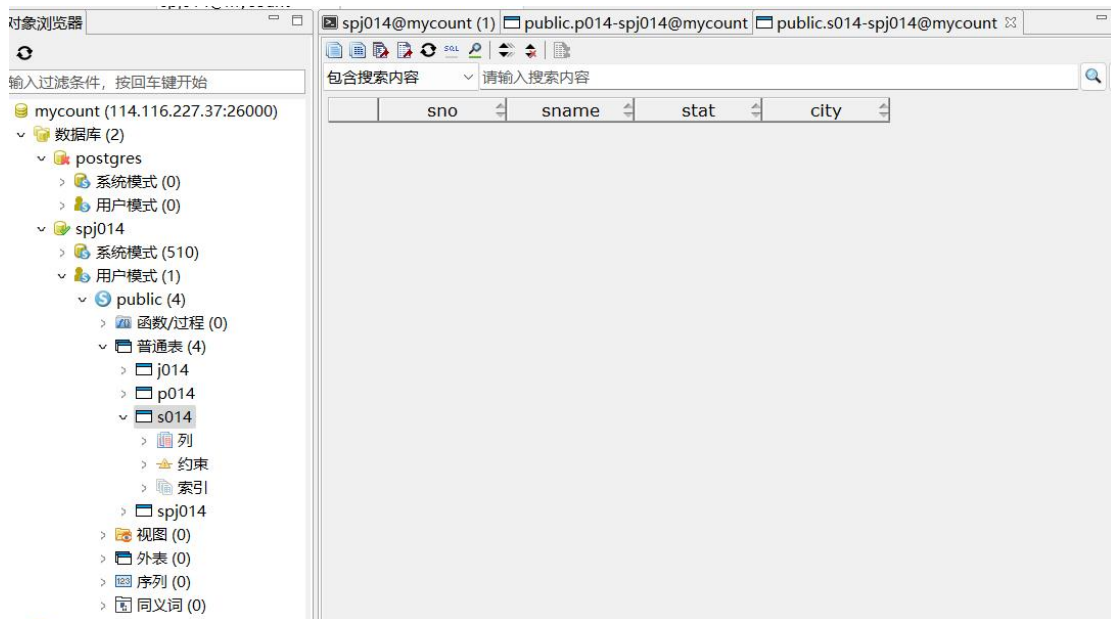 对象浏览器
输入过滤条件，按回车键开始
mycount (114.116.227.37:26000)
数据库 (2)
postgres
系统模式 (0)
用户模式 (0)
spj014
系统模式 (510)
用户模式 (1)
public (4)
函数/过程 (0)
普通表 (4)
j014
p014
s014
列
约束
索引
spj014
视图 (0)
外表 (0)
序列 (0)
同义词 (0)
spj014@mycount (1) public.p014-spj014@mycount public.s014-spj014@mycount
SQL
包含搜索内容 请输入搜索内容
sno sname stat city